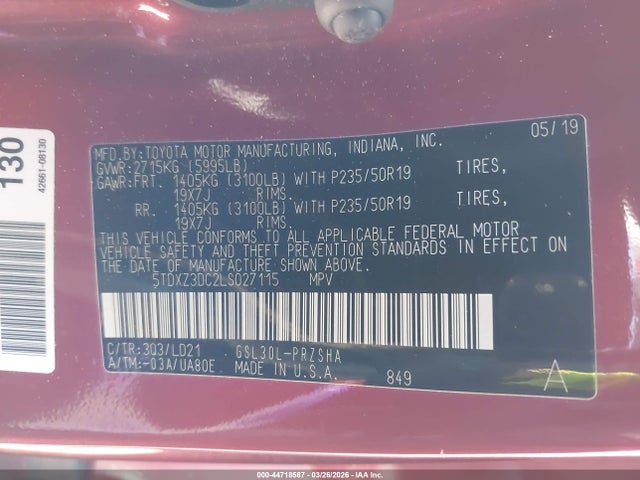 130
42661-08130
MFD.BY:TOYOTA MOTOR MANUFACTURING, INDIANA, INC. 05/19
GVWR:2715KG (5995LB)
GAWR:FRT. 1405KG (3100LB) WITH P235/50R19 TIRES,
19X7J RIMS.
RR. 1405KG (3100LB) WITH P235/50R19 TIRES,
19X7J RIMS.
THIS VEHICLE CONFORMS TO ALL APPLICABLE FEDERAL MOTOR
VEHICLE SAFETY AND THEFT PREVENTION STANDARDS IN EFFECT ON
THE DATE OF MANUFACTURE SHOWN ABOVE.
5TDXZ3DC2LS027115 MPV
C/TR:3Q3/LD21 GSL30L-PRZSHA
A/TM:-03A/UA80E MADE IN U.S.A.
849 A
000-44718587 | 03/26/2026 | IAA Inc.